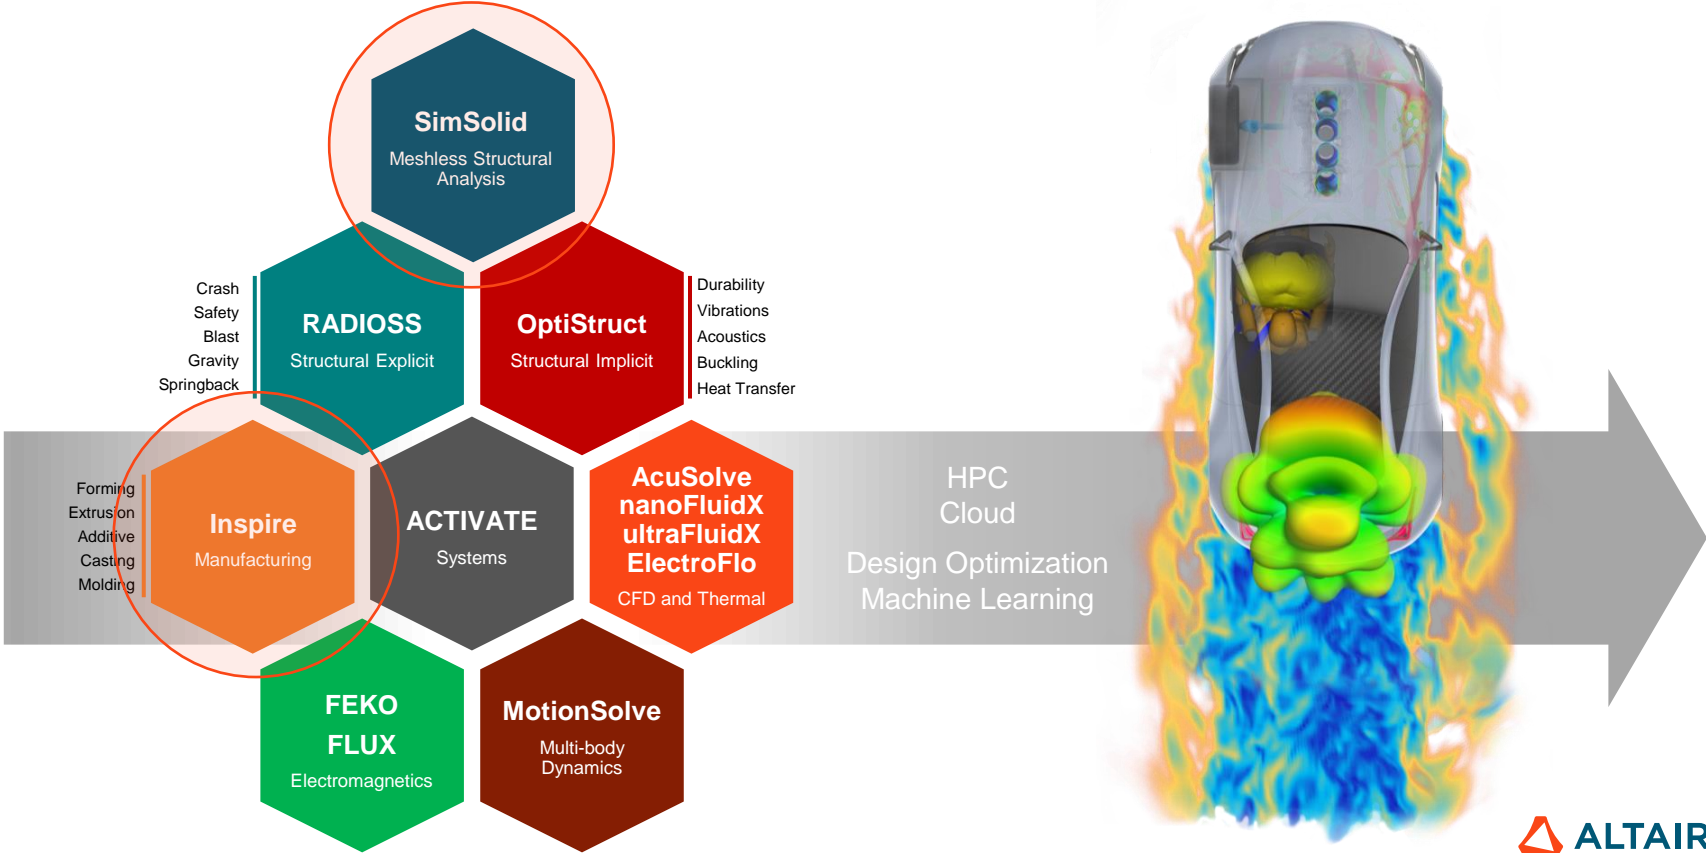 SimSolid
Meshless Structural
Analysis
Crash
Safety
Blast
Gravity
Springback
RADIOSS
Structural Explicit
OptiStruct
Structural Implicit
Durability
Vibrations
Acoustics
Buckling
Heat Transfer
Forming
Extrusion
Additive
Casting
Molding
Inspire
Manufacturing
ACTIVATE
Systems
AcuSolve
nanoFluidX
ultraFluidX
ElectroFlo
CFD and Thermal
HPC
Cloud
Design Optimization
Machine Learning
FEKO
FLUX
Electromagnetics
MotionSolve
Multi-body
Dynamics
ALTAIR